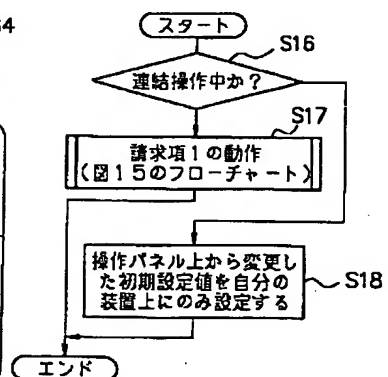 スタート
S16
連結操作中か?
S17
請求項1の動作
(図15のフローチャート)
操作パネル上から変更し
た初期設定値を自分の
装置上にのみ設定する
S18
エンド